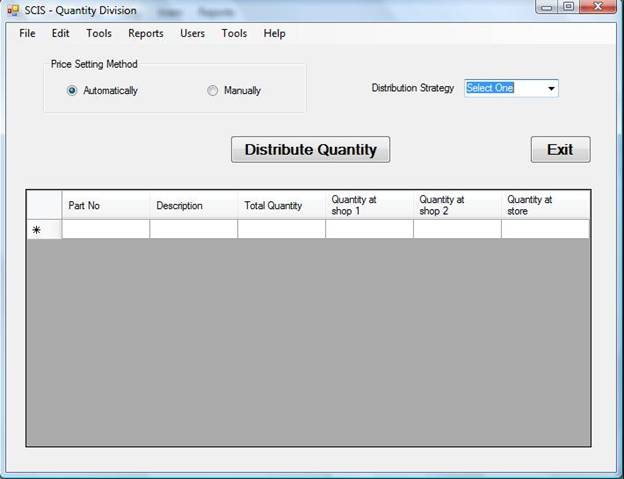 SCIS - Quantity Division
File Edit Tools Reports Users Tools Help
Price Setting Method
Automatically Manually
Distribution Strategy Select One
Distribute Quantity Exit
Part No Description Total Quantity Quantity at shop 1 Quantity at shop 2 Quantity at store